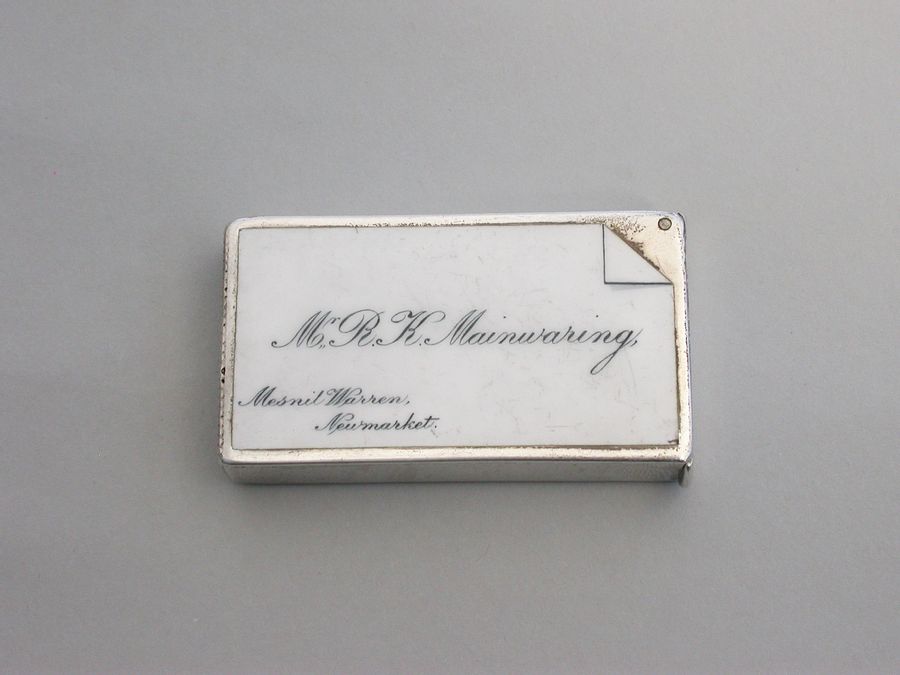 Mr. R. K. Mainwaring,
Mesnil Warren,
Newmarket.